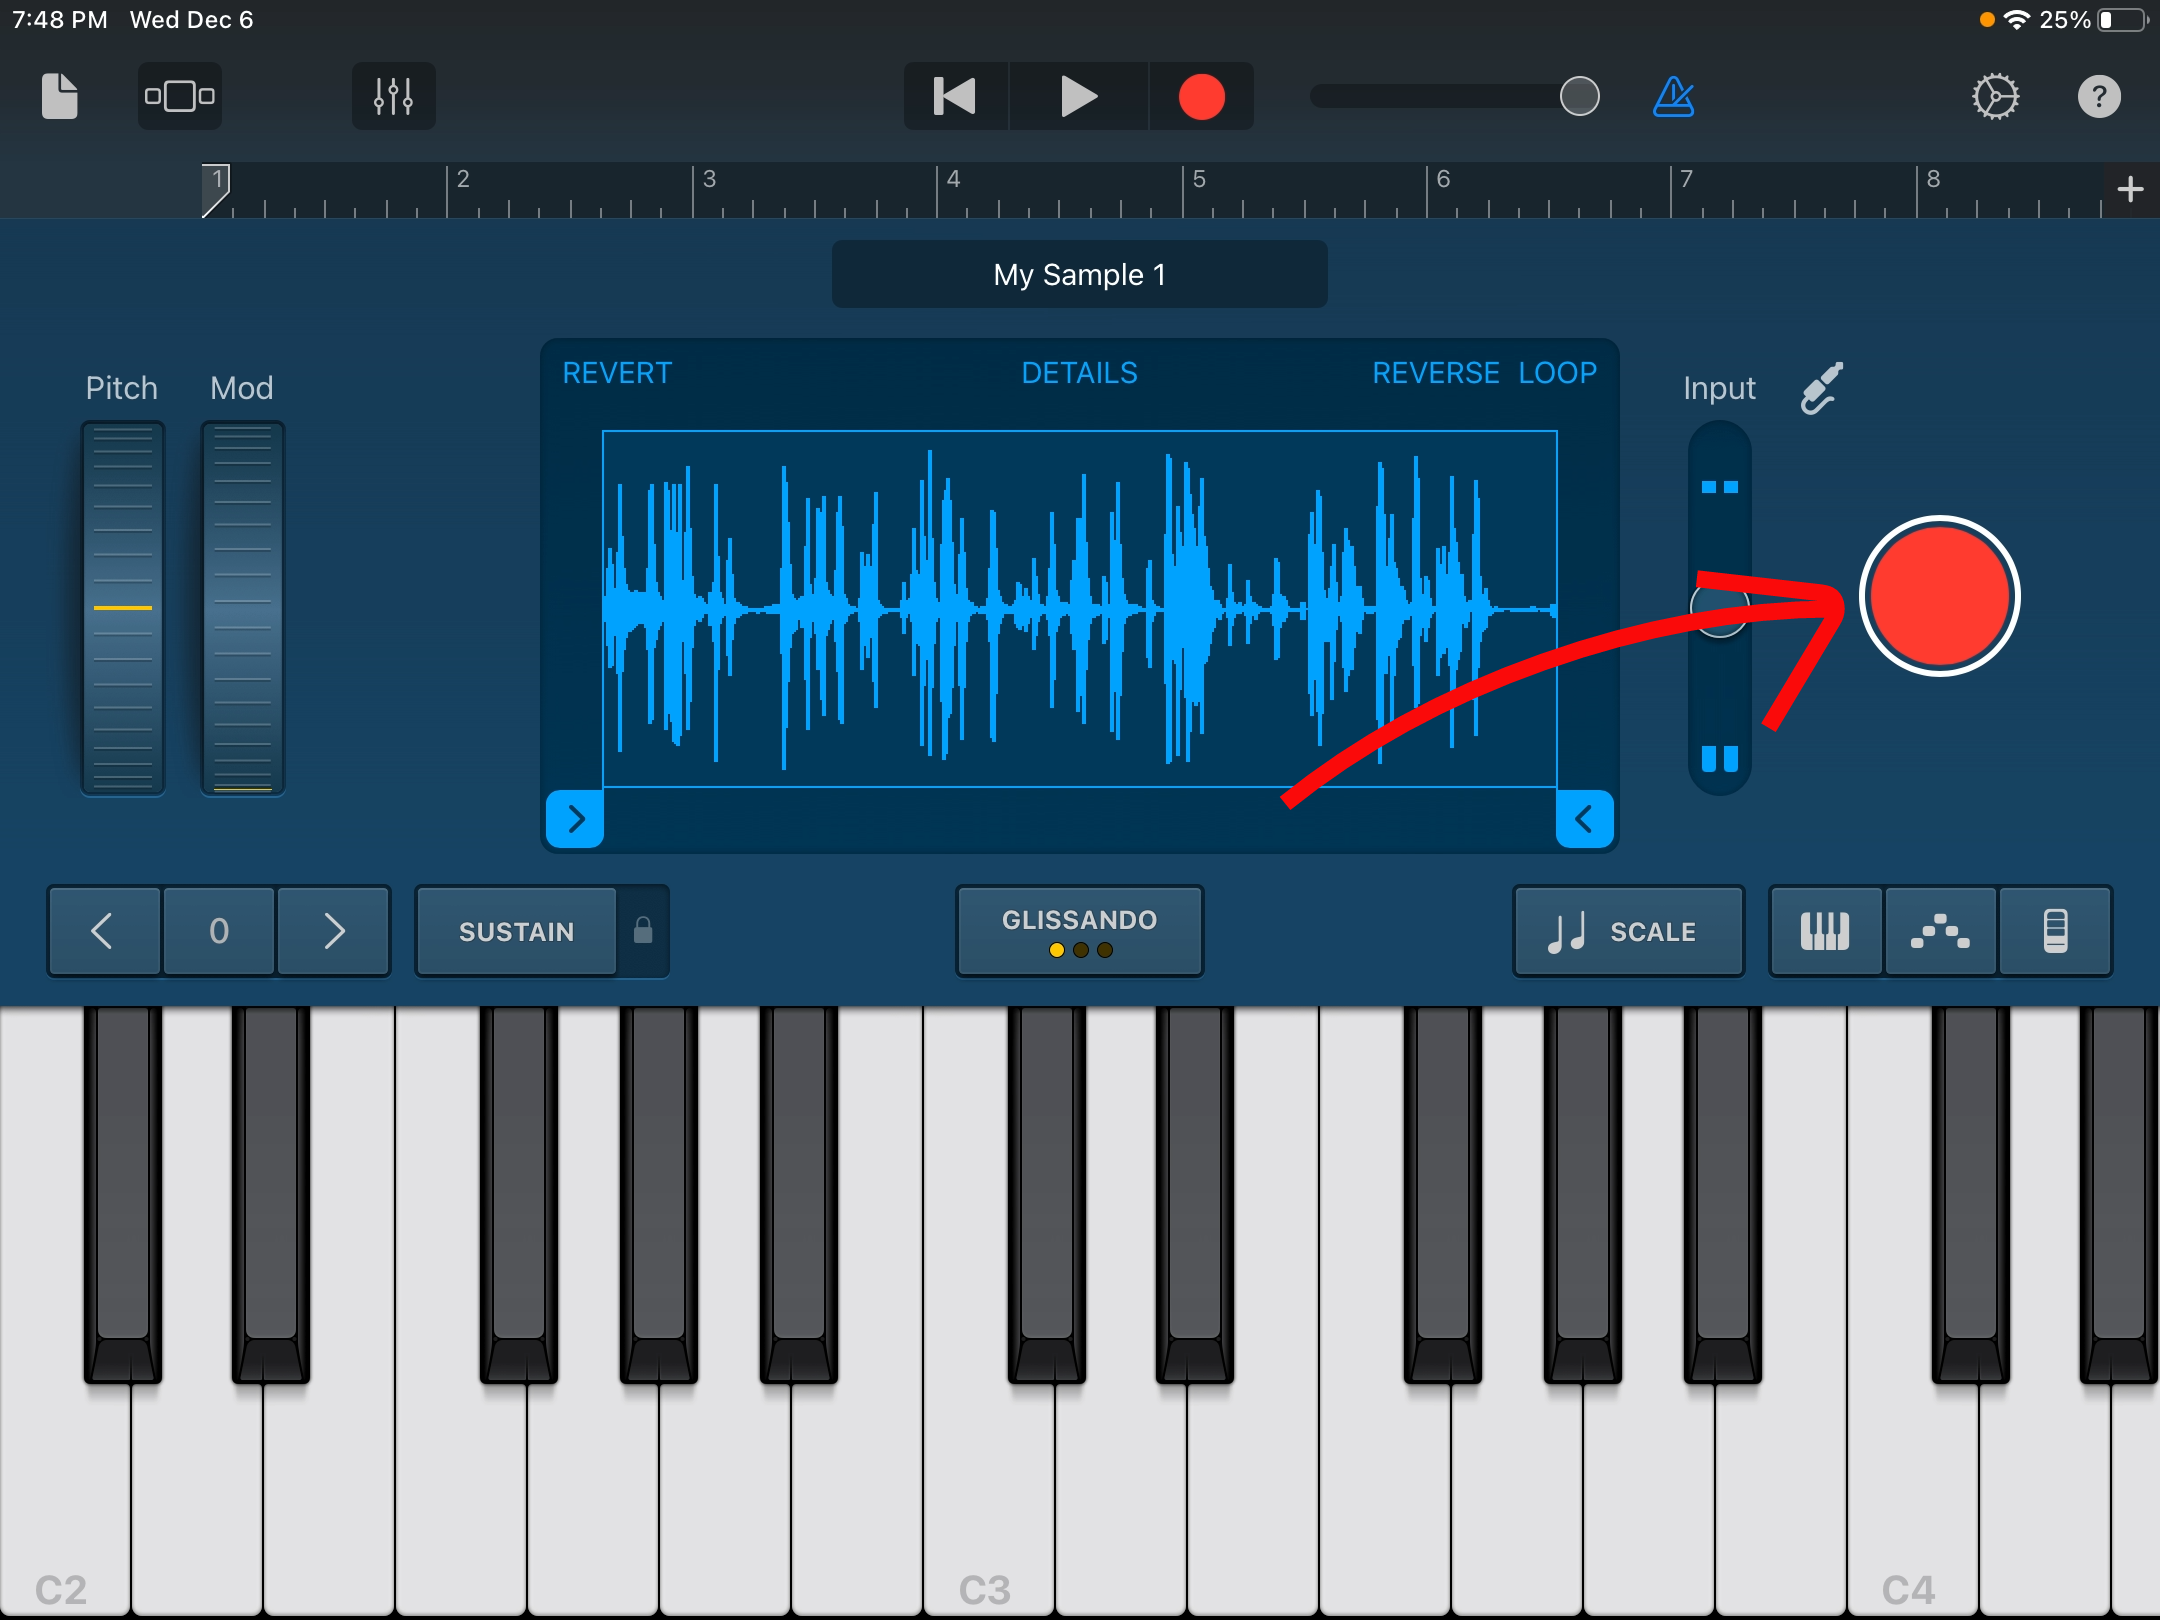 7:48 PM Wed Dec 6 25%
?
1 2 3 4 5 6 7 8 +
My Sample 1
REVERT DETAILS REVERSE LOOP
Pitch Mod Input
0 SUSTAIN GLISSANDO SCALE
C2 C3 C4